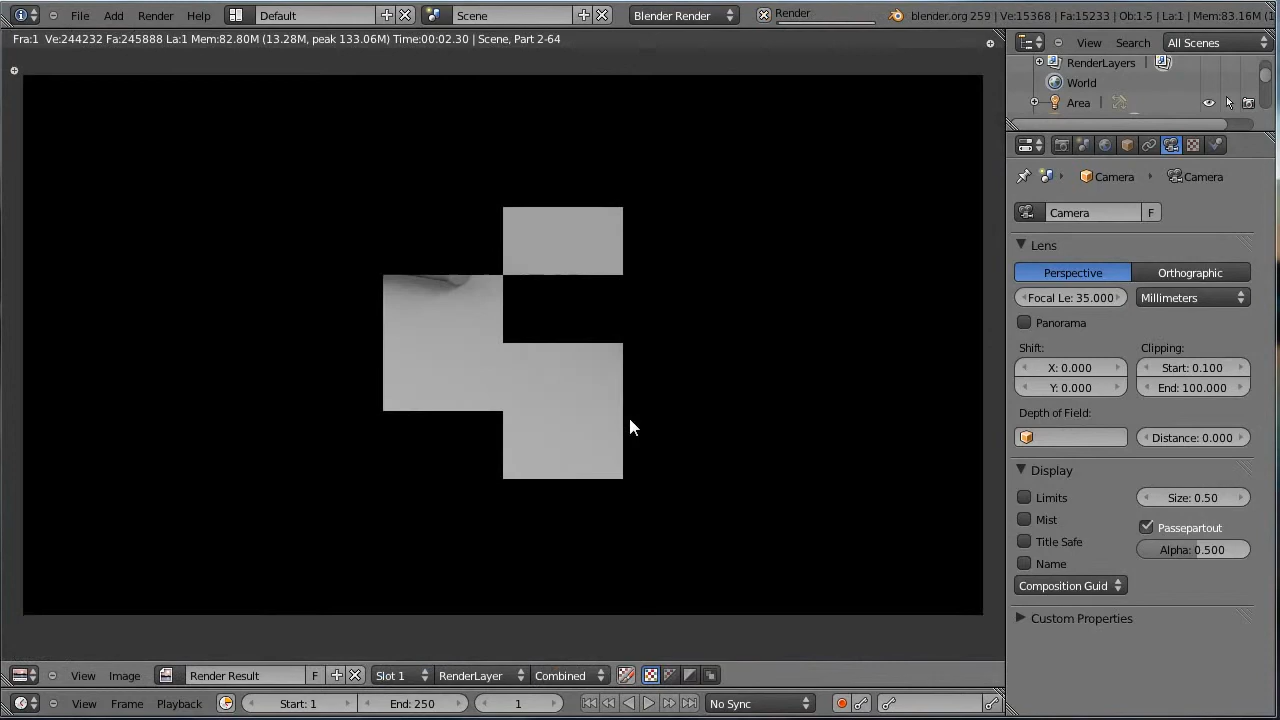 File Add Render Help Default Scene Blender Render Render blender.org 259 | Ve:15368 | Fa:15233 | Ob:1-5 | La:1 | Mem:83.16M (1
Fra:1 Ve:244232 Fa:245888 La:1 Mem:82.80M (13.28M, peak 133.06M) Time:00:02.30 | Scene, Part 2-64
View Search All Scenes
RenderLayers |
World
Area |
Camera Camera
Camera F
Lens
Perspective Orthographic
Focal Le: 35.000 Millimeters
Panorama
Shift: Clipping:
X: 0.000 Start: 0.100
Y: 0.000 End: 100.000
Depth of Field:
Distance: 0.000
Display
Limits Size: 0.50
Mist Passepartout
Title Safe Alpha: 0.500
Name
Composition Guid
Custom Properties
View Image Render Result F Slot 1 RenderLayer Combined
View Frame Playback Start: 1 End: 250 1 No Sync